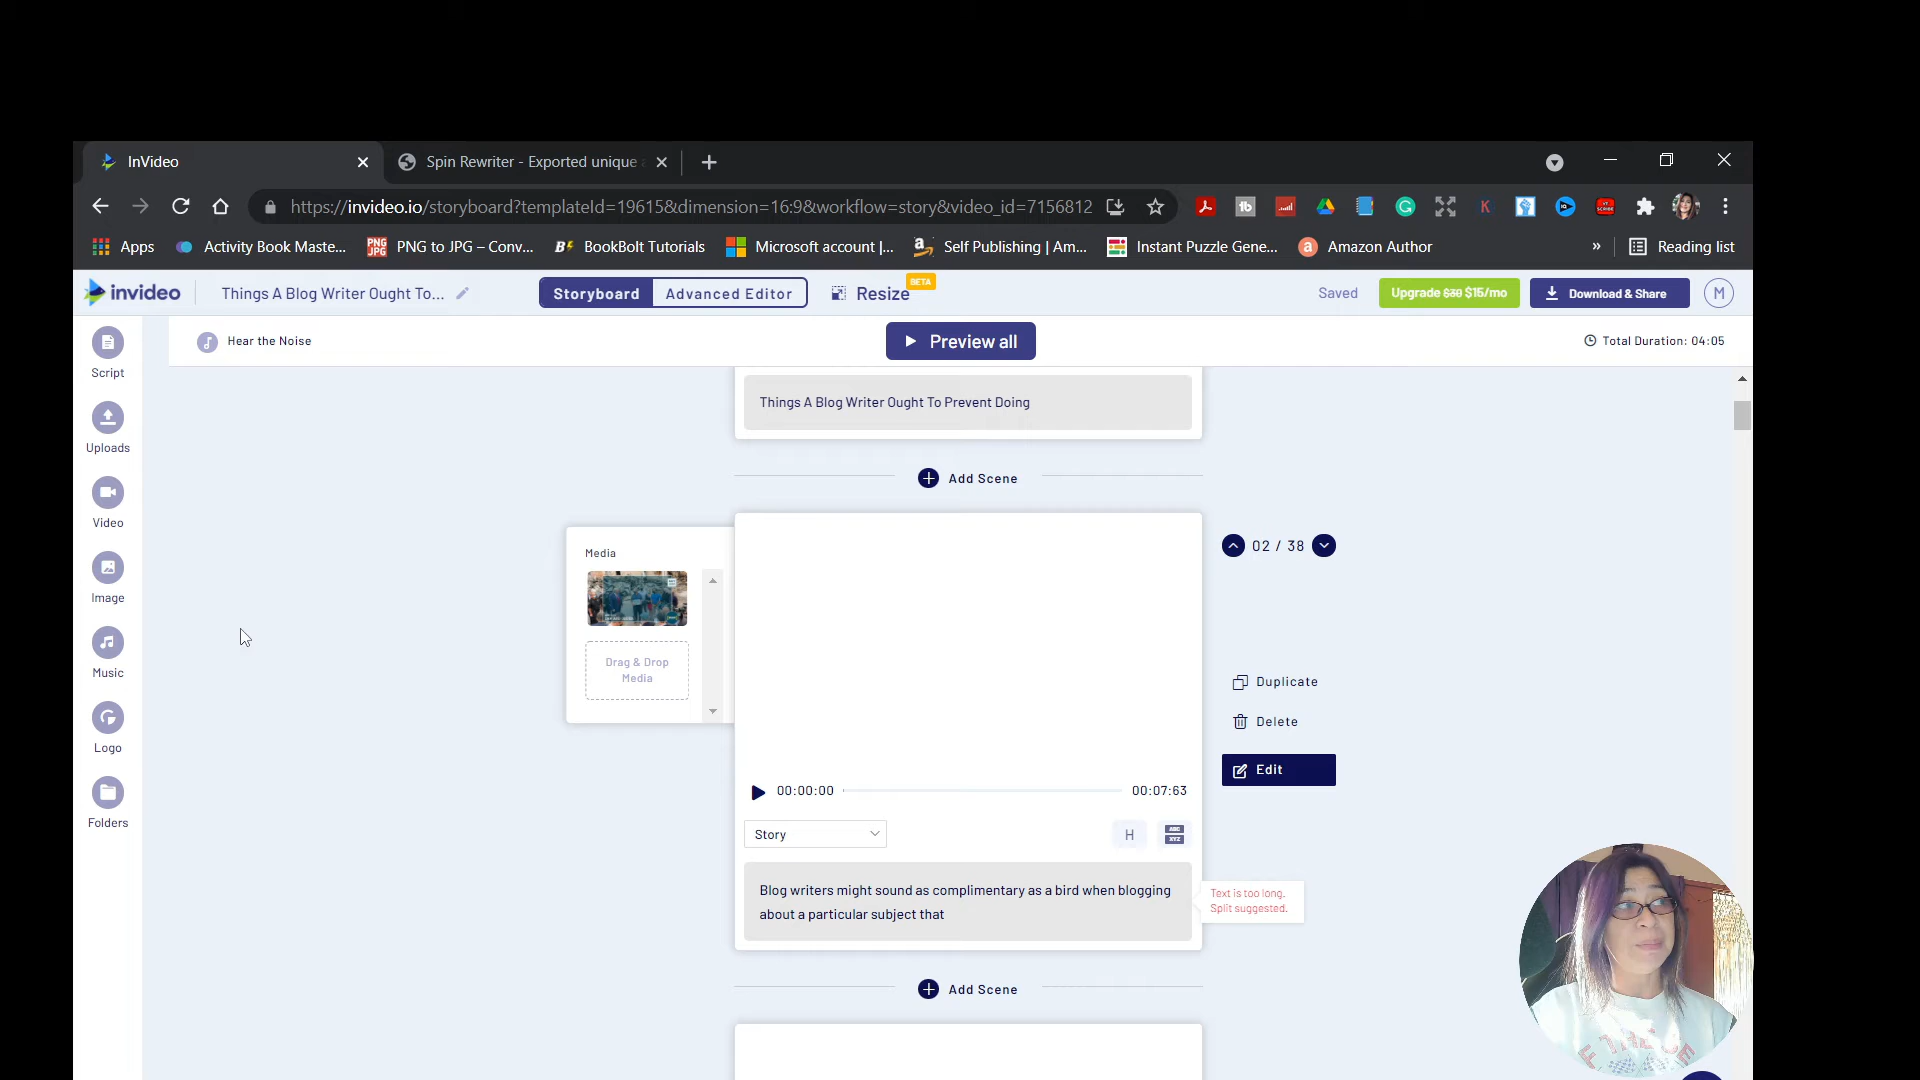 InVideo
Spin Rewriter - Exported unique
https://invideo.io/storyboard?templateId=19615&dimension=16:9&workflow=story&video_id=7156812
Apps
Activity Book Maste...
PNG to JPG – Conv...
BookBolt Tutorials
Microsoft account |...
Self Publishing | Am...
Instant Puzzle Gene...
Amazon Author
»
Reading list
invideo
Things A Blog Writer Ought To...
Storyboard
Advanced Editor
Resize
BETA
Saved
Upgrade $30 $15/mo
Download & Share
M
Hear the Noise
Preview all
Total Duration: 04:05
Script
Uploads
Video
Image
Music
Logo
Folders
Things A Blog Writer Ought To Prevent Doing
Add Scene
Media
Drag & Drop
Media
02 / 38
Duplicate
Delete
Edit
00:00:00
00:07:63
Story
H
ABC
XYZ
Blog writers might sound as complimentary as a bird when blogging
about a particular subject that
Text is too long.
Split suggested.
Add Scene